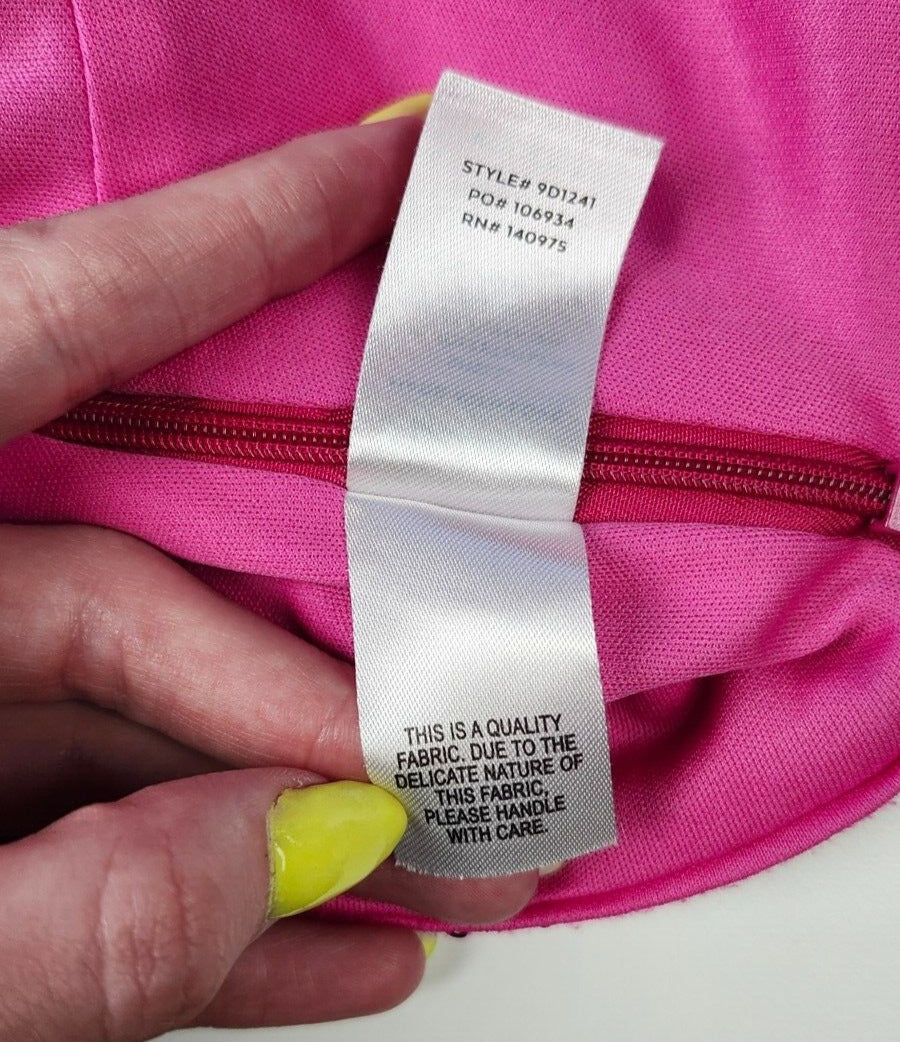 STYLE# 9D1241
PO# 106934
RN# 140975
THIS IS A QUALITY
FABRIC. DUE TO THE
DELICATE NATURE OF
THIS FABRIC,
PLEASE HANDLE
WITH CARE.